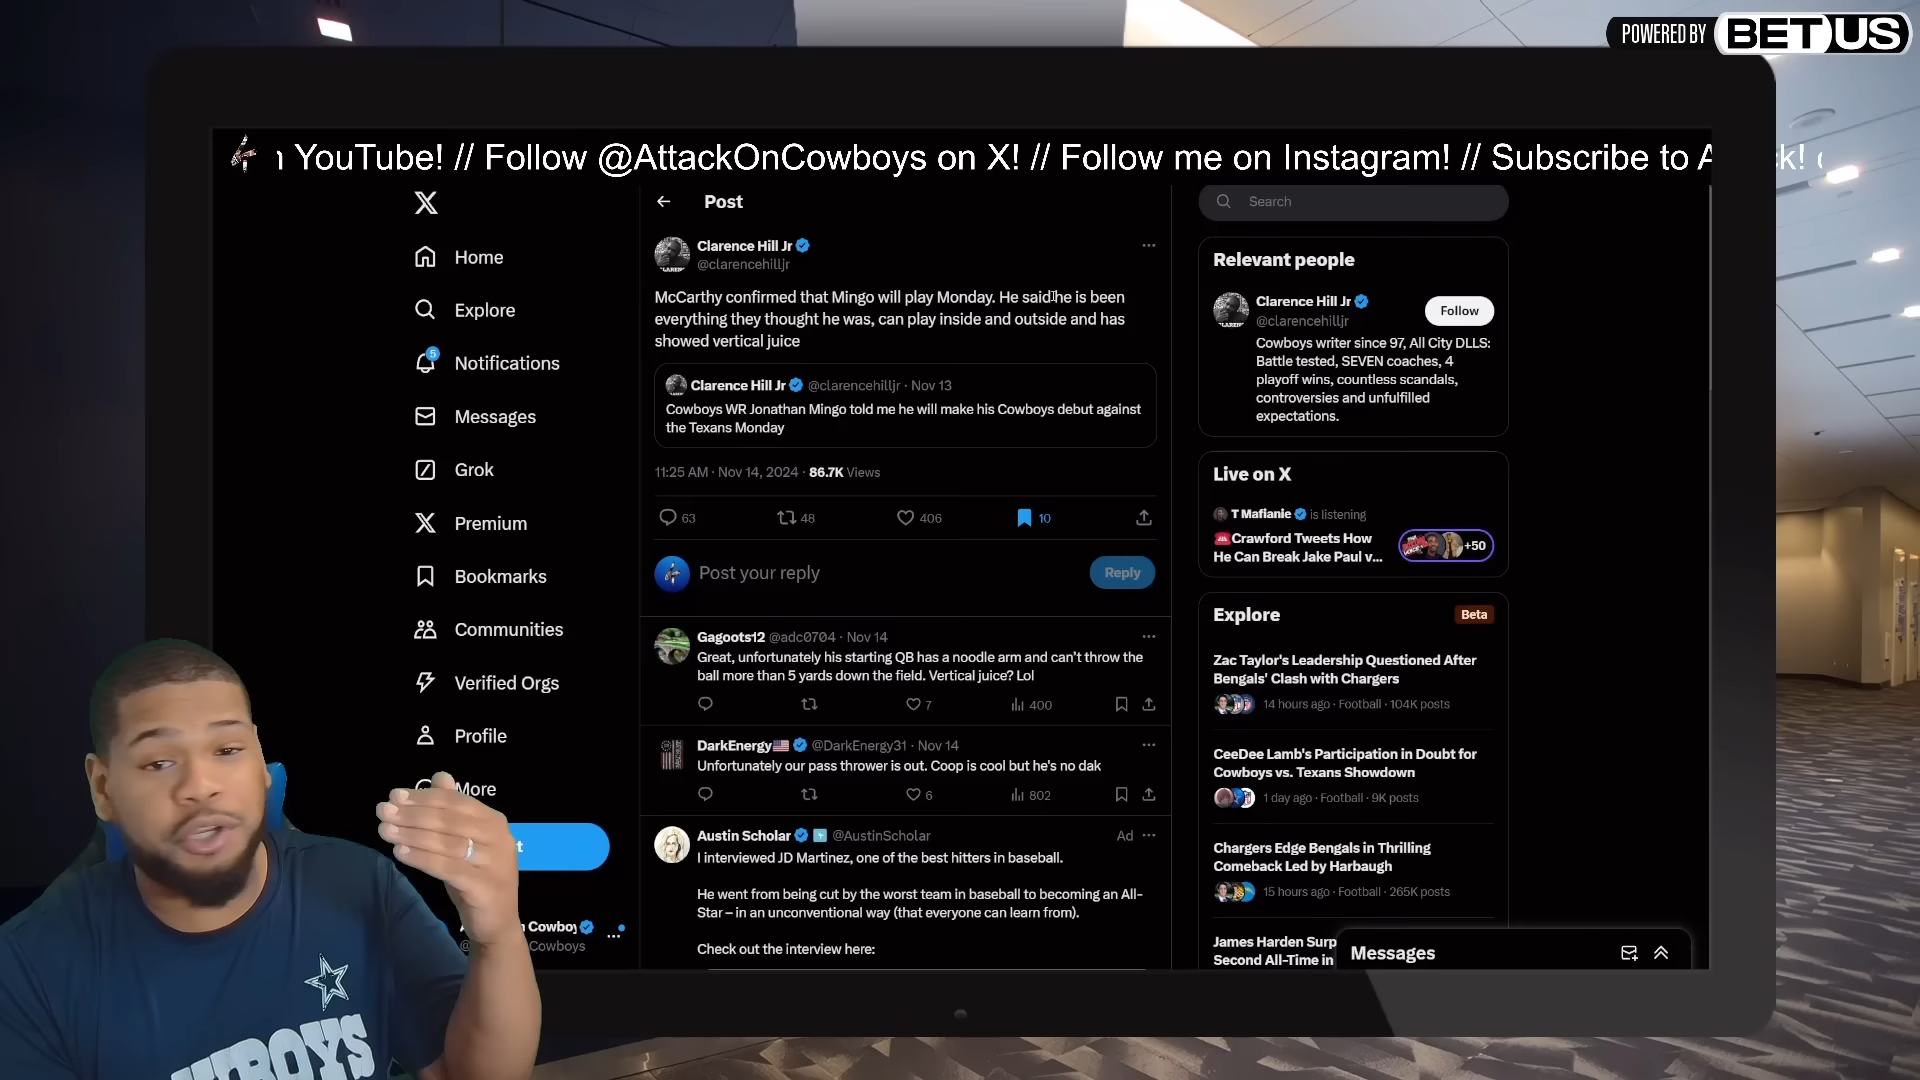 POWERED BY BETUS
YouTube! // Follow @AttackOnCowboys on X! // Follow me on Instagram! // Subscribe to
Home
Explore
5
Notifications
Messages
Grok
Premium
Bookmarks
Communities
Verified Orgs
Profile
More
Cowboy
Cowboys
Post
Clarence Hill Jr
@clarencehilljr
McCarthy confirmed that Mingo will play Monday. He said he is been
everything they thought he was, can play inside and outside and has
showed vertical juice
Clarence Hill Jr @clarencehilljr · Nov 13
Cowboys WR Jonathan Mingo told me he will make his Cowboys debut against
the Texans Monday
11:25 AM · Nov 14, 2024 · 86.7K Views
63 48 406 10
Post your reply
Reply
Gagoots12 @adc0704 · Nov 14
Great, unfortunately his starting QB has a noodle arm and can't throw the
ball more than 5 yards down the field. Vertical juice? Lol
7 400
DarkEnergy @DarkEnergy31 · Nov 14
Unfortunately our pass thrower is out. Coop is cool but he's no dak
6 802
Austin Scholar @AustinScholar Ad
I interviewed JD Martinez, one of the best hitters in baseball.
He went from being cut by the worst team in baseball to becoming an All-
Star – in an unconventional way (that everyone can learn from).
Check out the interview here:
Search
Relevant people
Clarence Hill Jr
@clarencehilljr
Follow
Cowboys writer since 97, All City DLLS:
Battle tested, SEVEN coaches, 4
playoff wins, countless scandals,
controversies and unfulfilled
expectations.
Live on X
T Mafianie is listening
Crawford Tweets How
He Can Break Jake Paul v...
+50
Explore
Beta
Zac Taylor's Leadership Questioned After
Bengals' Clash with Chargers
14 hours ago · Football · 104K posts
CeeDee Lamb's Participation in Doubt for
Cowboys vs. Texans Showdown
1 day ago · Football · 9K posts
Chargers Edge Bengals in Thrilling
Comeback Led by Harbaugh
15 hours ago · Football · 265K posts
James Harden Surp
Second All-Time in
Messages